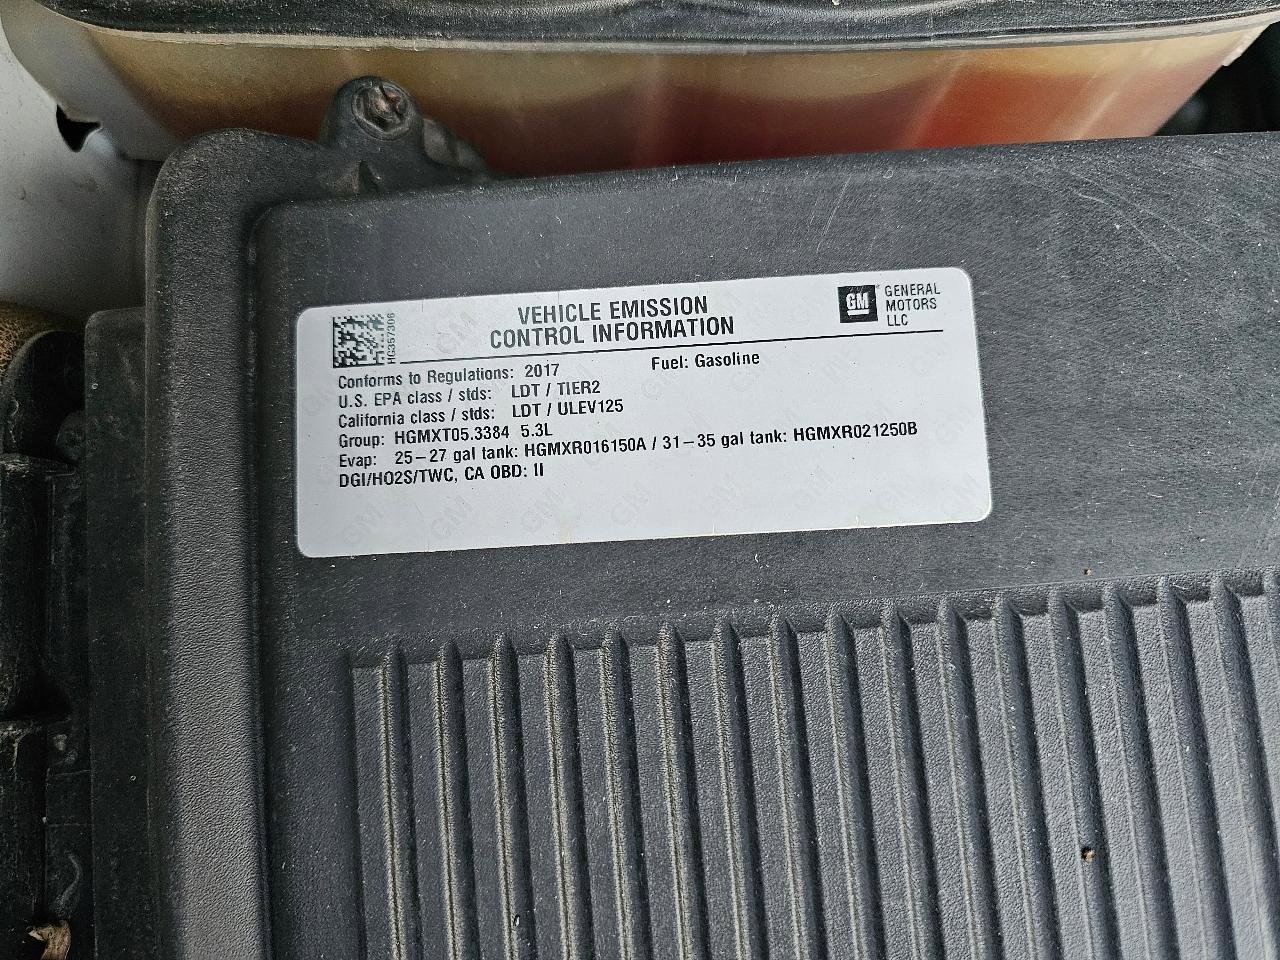 VEHICLE EMISSION
CONTROL INFORMATION
GM
GENERAL
MOTORS
LLC
HG357306
Conforms to Regulations: 2017 Fuel: Gasoline
U.S. EPA class / stds: LDT / TIER2
California class / stds: LDT / ULEV125
Group: HGMXT05.3384 5.3L
Evap: 25–27 gal tank: HGMXR016150A / 31–35 gal tank: HGMXR021250B
DGI/HO2S/TWC, CA OBD: II